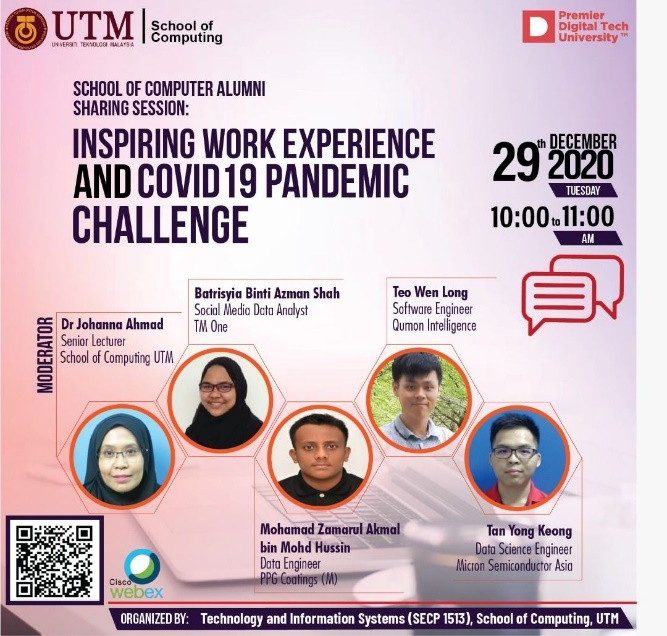 UTM
UNIVERSITI TEKNOLOGI MALAYSIA
School of
Computing
Premier
Digital Tech
University™
SCHOOL OF COMPUTER ALUMNI
SHARING SESSION:
INSPIRING WORK EXPERIENCE
AND COVID19 PANDEMIC
CHALLENGE
29th DECEMBER
2020
TUESDAY
10:00 to 11:00
AM
MODERATOR
Dr Johanna Ahmad
Senior Lecturer
School of Computing UTM
Batrisyia Binti Azman Shah
Social Media Data Analyst
TM One
Teo Wen Long
Software Engineer
Qumon Intelligence
Mohamad Zamarul Akmal
bin Mohd Hussin
Data Engineer
PPG Coatings (M)
Tan Yong Keong
Data Science Engineer
Micron Semiconductor Asia
Cisco
webex
ORGANIZED BY: Technology and Information Systems (SECP 1513), School of Computing, UTM